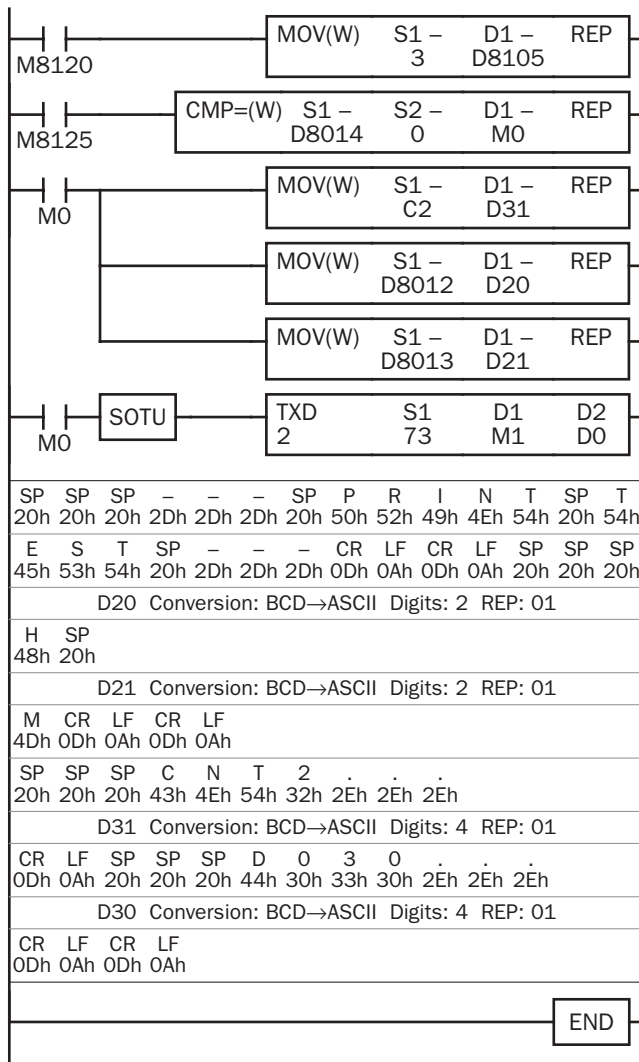 MOV(W) S1 – D1 – REP
M8120 3 D8105
CMP=(W) S1 – S2 – D1 – REP
M8125 D8014 0 M0
MOV(W) S1 – D1 – REP
M0 C2 D31
MOV(W) S1 – D1 – REP
D8012 D20
MOV(W) S1 – D1 – REP
D8013 D21
SOTU TXD S1 D1 D2
M0 2 73 M1 D0
SP SP SP – – – SP P R I N T SP T
20h 20h 20h 2Dh 2Dh 2Dh 20h 50h 52h 49h 4Eh 54h 20h 54h
E S T SP – – – CR LF CR LF SP SP SP
45h 53h 54h 20h 2Dh 2Dh 2Dh 0Dh 0Ah 0Dh 0Ah 20h 20h 20h
D20 Conversion: BCD→ASCII Digits: 2 REP: 01
H SP
48h 20h
D21 Conversion: BCD→ASCII Digits: 2 REP: 01
M CR LF CR LF
4Dh 0Dh 0Ah 0Dh 0Ah
SP SP SP C N T 2 . . .
20h 20h 20h 43h 4Eh 54h 32h 2Eh 2Eh 2Eh
D31 Conversion: BCD→ASCII Digits: 4 REP: 01
CR LF SP SP SP D 0 3 0 . . .
0Dh 0Ah 20h 20h 20h 44h 30h 33h 30h 2Eh 2Eh 2Eh
D30 Conversion: BCD→ASCII Digits: 4 REP: 01
CR LF CR LF
0Dh 0Ah 0Dh 0Ah
END